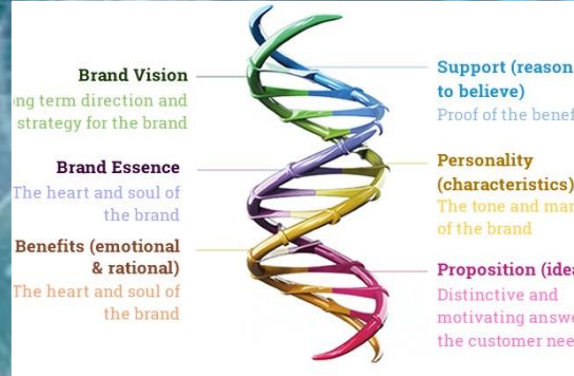 Brand Vision
term direction and
strategy for the brand
Brand Essence
The heart and soul of
the brand
Benefits (emotional
& rational)
The heart and soul of
the brand
Support (reason
to believe)
Proof of the
Personality
(characteristics)
The tone and
of the brand
Proposition
Distinctive and
motivating
the customer